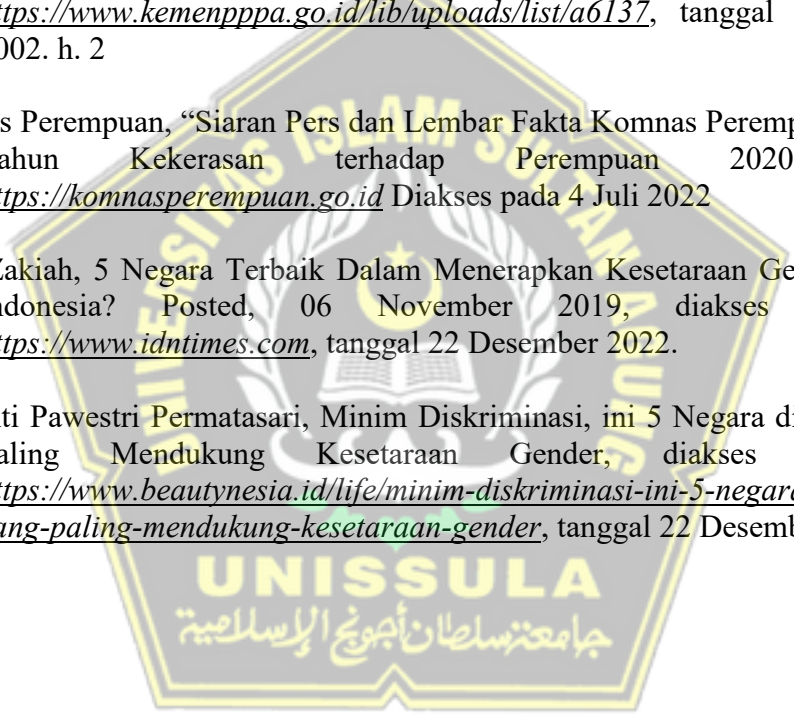 ttps://www.kemenpppa.go.id/lib/uploads/list/a6137, tanggal
002. h. 2
s Perempuan, “Siaran Pers dan Lembar Fakta Komnas Peremp
ahun Kekerasan terhadap Perempuan 2020
ttps://komnasperempuan.go.id Diakses pada 4 Juli 2022
Zakiah, 5 Negara Terbaik Dalam Menerapkan Kesetaraan Ge
ndonesia? Posted, 06 November 2019, diakses
ttps://www.idntimes.com, tanggal 22 Desember 2022.
ti Pawestri Permatasari, Minim Diskriminasi, ini 5 Negara di
aling Mendukung Kesetaraan Gender, diakses
ttps://www.beautynesia.id/life/minim-diskriminasi-ini-5-negara
ang-paling-mendukung-kesetaraan-gender, tanggal 22 Desemb
UNIVERSITAS ISLAM SULTAN AGUNG
UNISSULA
جامعة سلطان أجونج الإسلامية